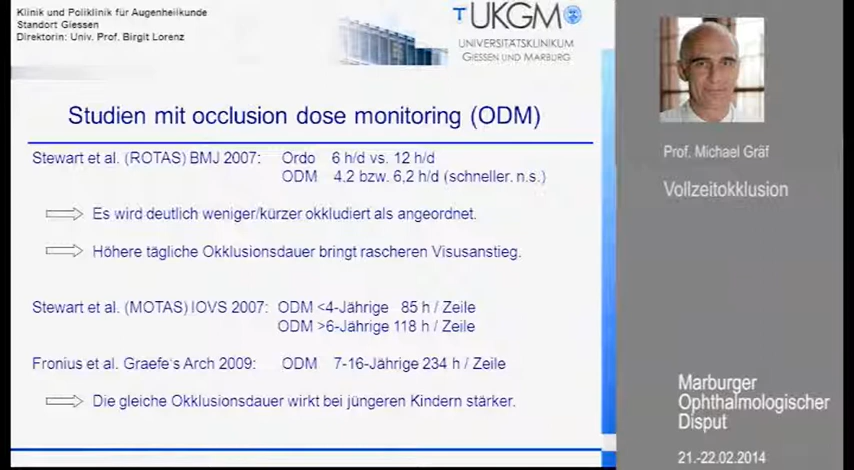 Klinik und Poliklinik für Augenheilkunde
Standort Giessen
Direktorin: Univ. Prof. Birgit Lorenz
UKGM
UNIVERSITÄTSKLINIKUM
GIESSEN UND MARBURG
Studien mit occlusion dose monitoring (ODM)
Stewart et al. (ROTAS) BMJ 2007: Ordo 6 h/d vs. 12 h/d
ODM 4.2 bzw. 6,2 h/d (schneller. n.s.)
Es wird deutlich weniger/kürzer okkludiert als angeordnet.
Höhere tägliche Okklusionsdauer bringt rascheren Visusanstieg.
Stewart et al. (MOTAS) IOVS 2007: ODM <4-Jährige 85 h / Zeile
ODM >6-Jährige 118 h / Zeile
Fronius et al. Graefe's Arch 2009: ODM 7-16-Jährige 234 h / Zeile
Die gleiche Okklusionsdauer wirkt bei jüngeren Kindern stärker.
Prof. Michael Gräf
Vollzeitokklusion
Marburger
Ophthalmologischer
Disput
21.-22.02.2014